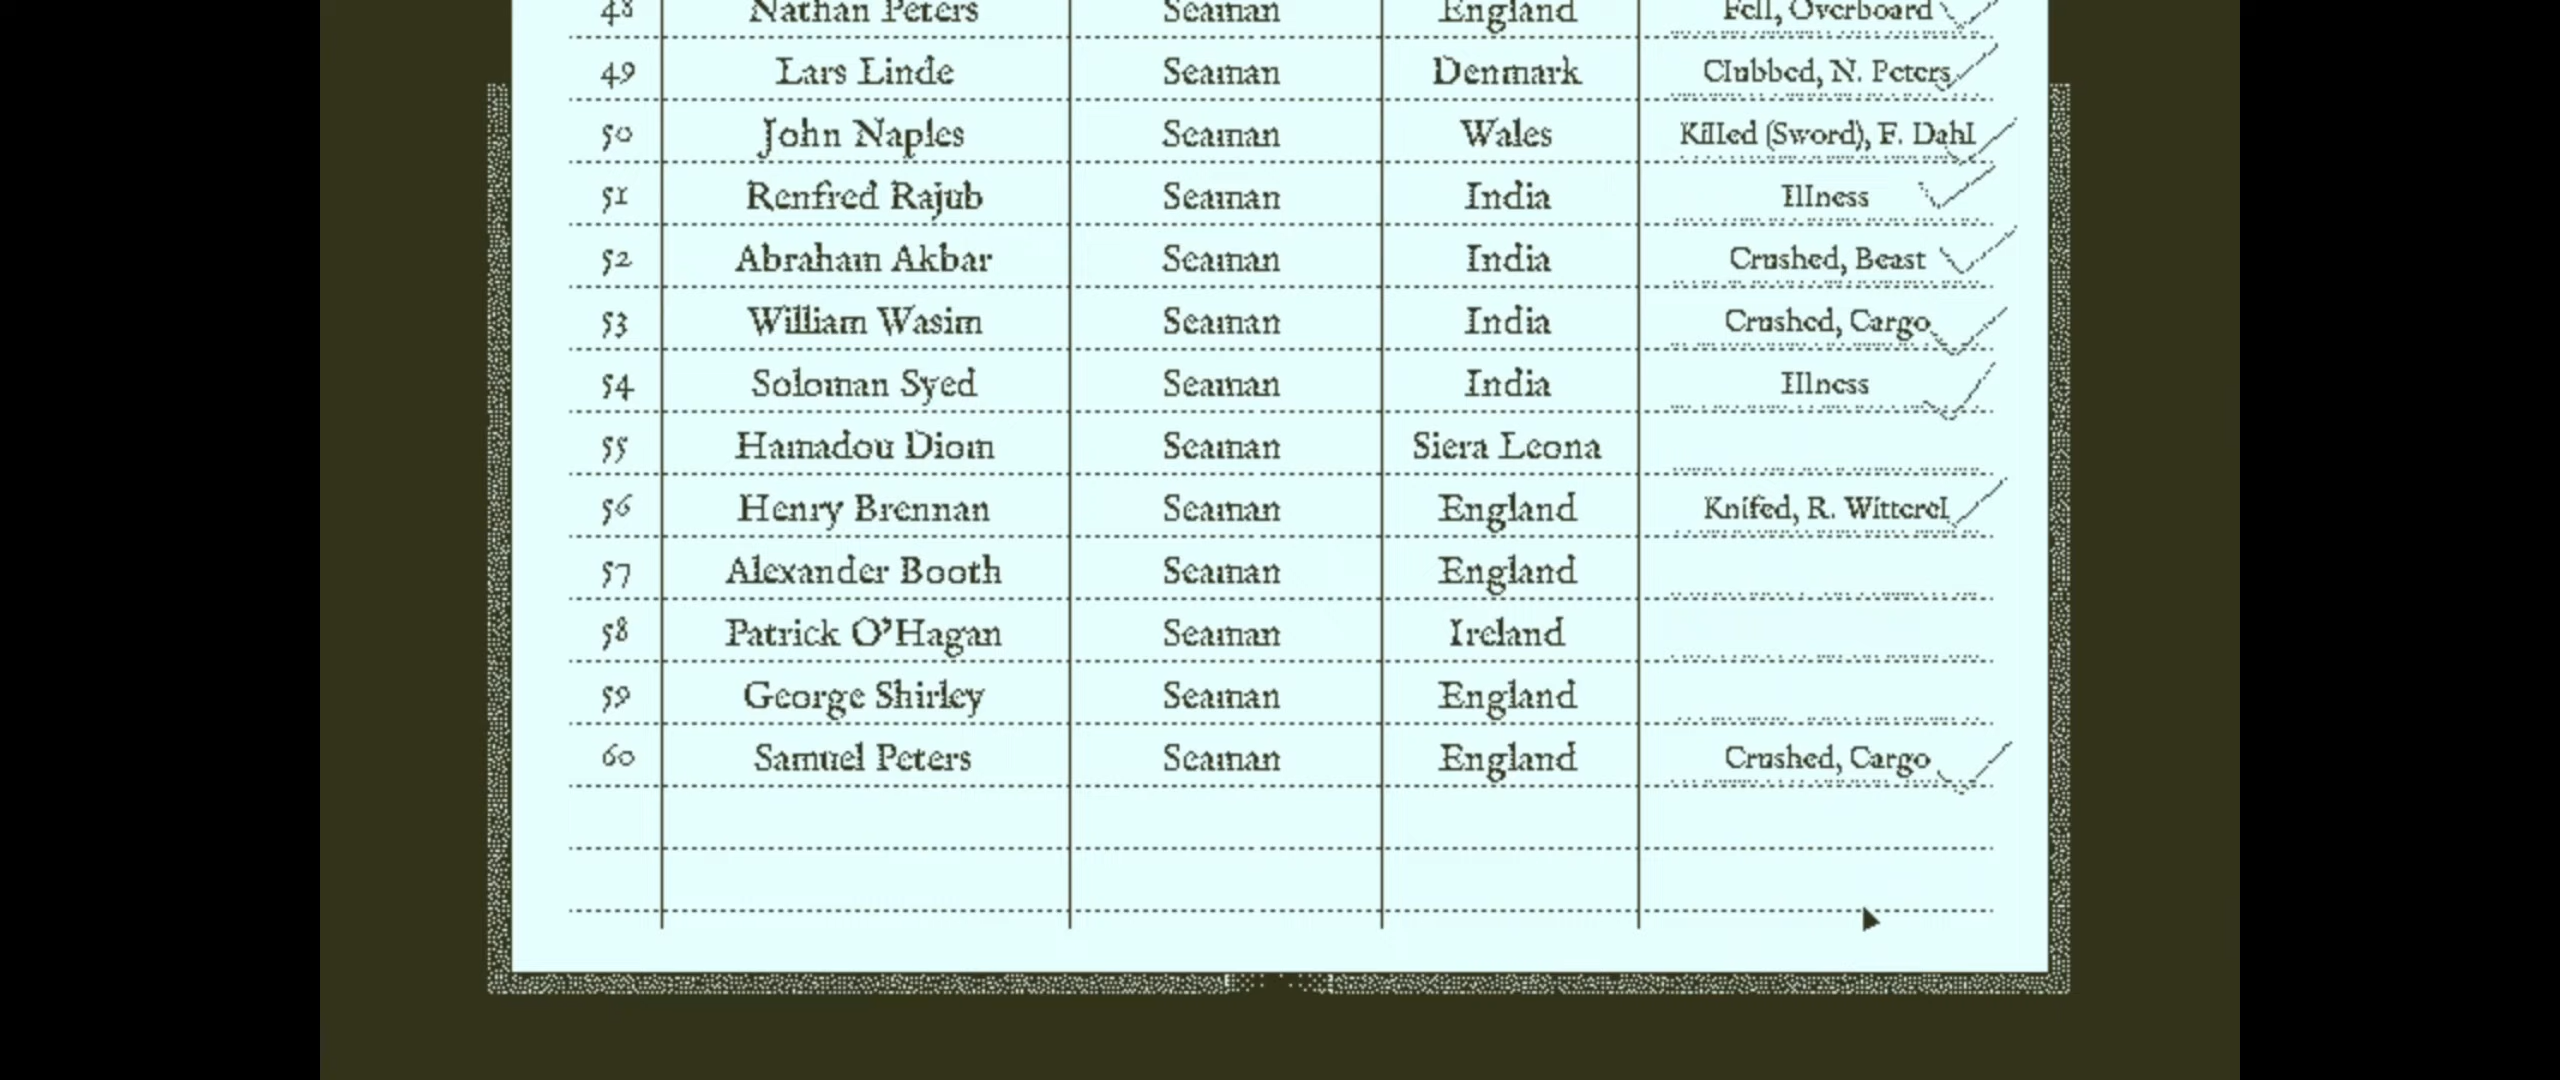 48 Nathan Peters Seaman England Fell, Overboard
49 Lars Linde Seaman Denmark Clubbed, N. Peters
50 John Naples Seaman Wales Killed (Sword), F. Dahl
51 Renfred Rajub Seaman India Illness
52 Abraham Akbar Seaman India Crushed, Beast
53 William Wasim Seaman India Crushed, Cargo
54 Soloman Syed Seaman India Illness
55 Hamadou Diom Seaman Siera Leona
56 Henry Brennan Seaman England Knifed, R. Witterel
57 Alexander Booth Seaman England
58 Patrick O'Hagan Seaman Ireland
59 George Shirley Seaman England
60 Samuel Peters Seaman England Crushed, Cargo